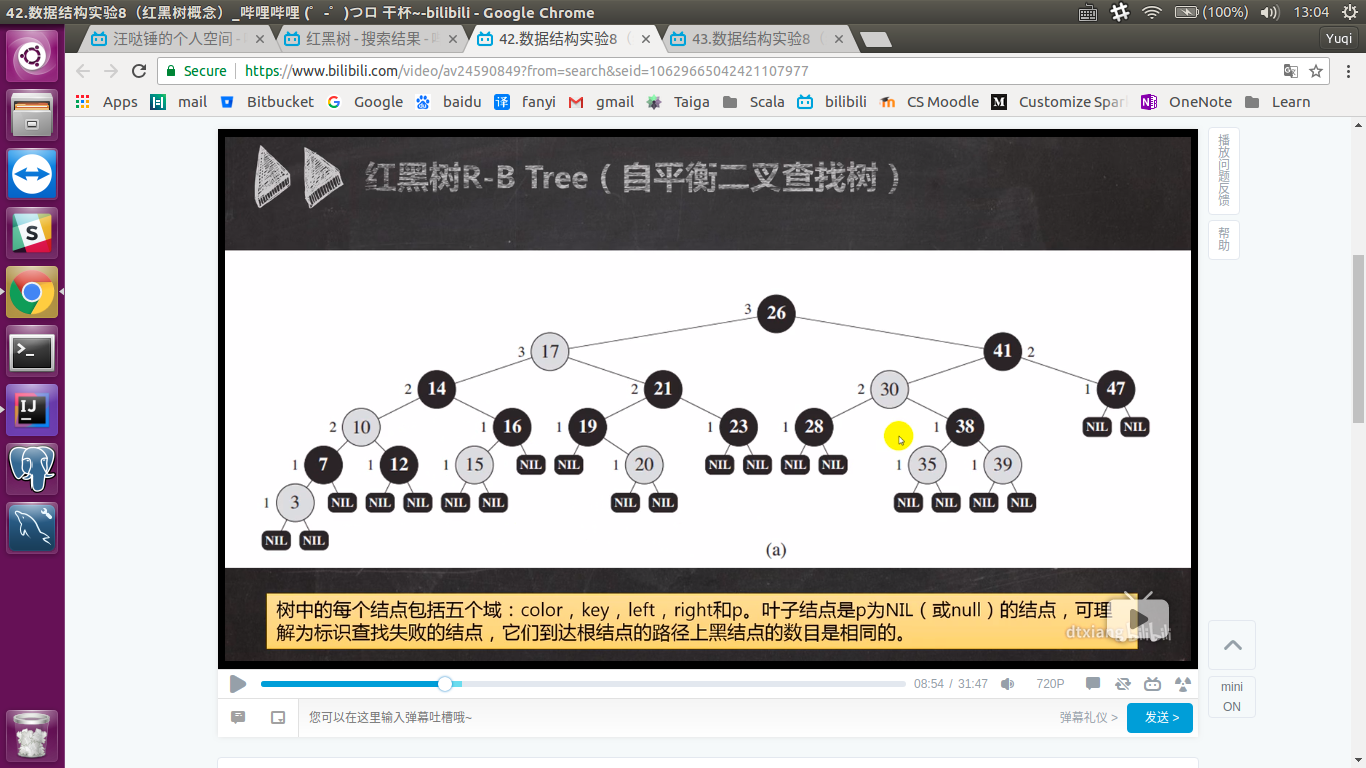 42.数据结构实验8（红黑树概念）_哔哩哔哩 (゜-゜)つロ 干杯~-bilibili - Google Chrome
(100%) 13:04
汪哒锤的个人空间 -
红黑树 - 搜索结果 -
42.数据结构实验8（
43.数据结构实验8（
Yuqi
Secure https://www.bilibili.com/video/av24590849?from=search&seid=10629665042421107977
Apps mail Bitbucket Google baidu fanyi gmail Taiga Scala bilibili CS Moodle Customize Spar OneNote Learn
红黑树R-B Tree（自平衡二叉查找树）
3 26
3 17 41 2
2 14 2 21 2 30 1 47
2 10 1 16 1 19 1 23 1 28 1 38 NIL NIL
1 7 1 12 1 15 NIL NIL 1 20 NIL NIL NIL NIL 1 35 1 39
1 3 NIL NIL NIL NIL NIL NIL NIL NIL NIL NIL NIL
NIL NIL
(a)
树中的每个结点包括五个域：color，key，left，right和p。叶子结点是p为NIL（或null）的结点，可理
解为标识查找失败的结点，它们到达根结点的路径上黑结点的数目是相同的。
08:54 / 31:47 720P
您可以在这里输入弹幕吐槽哦~ 弹幕礼仪 > 发送 >
播放问题反馈
帮助
mini
ON